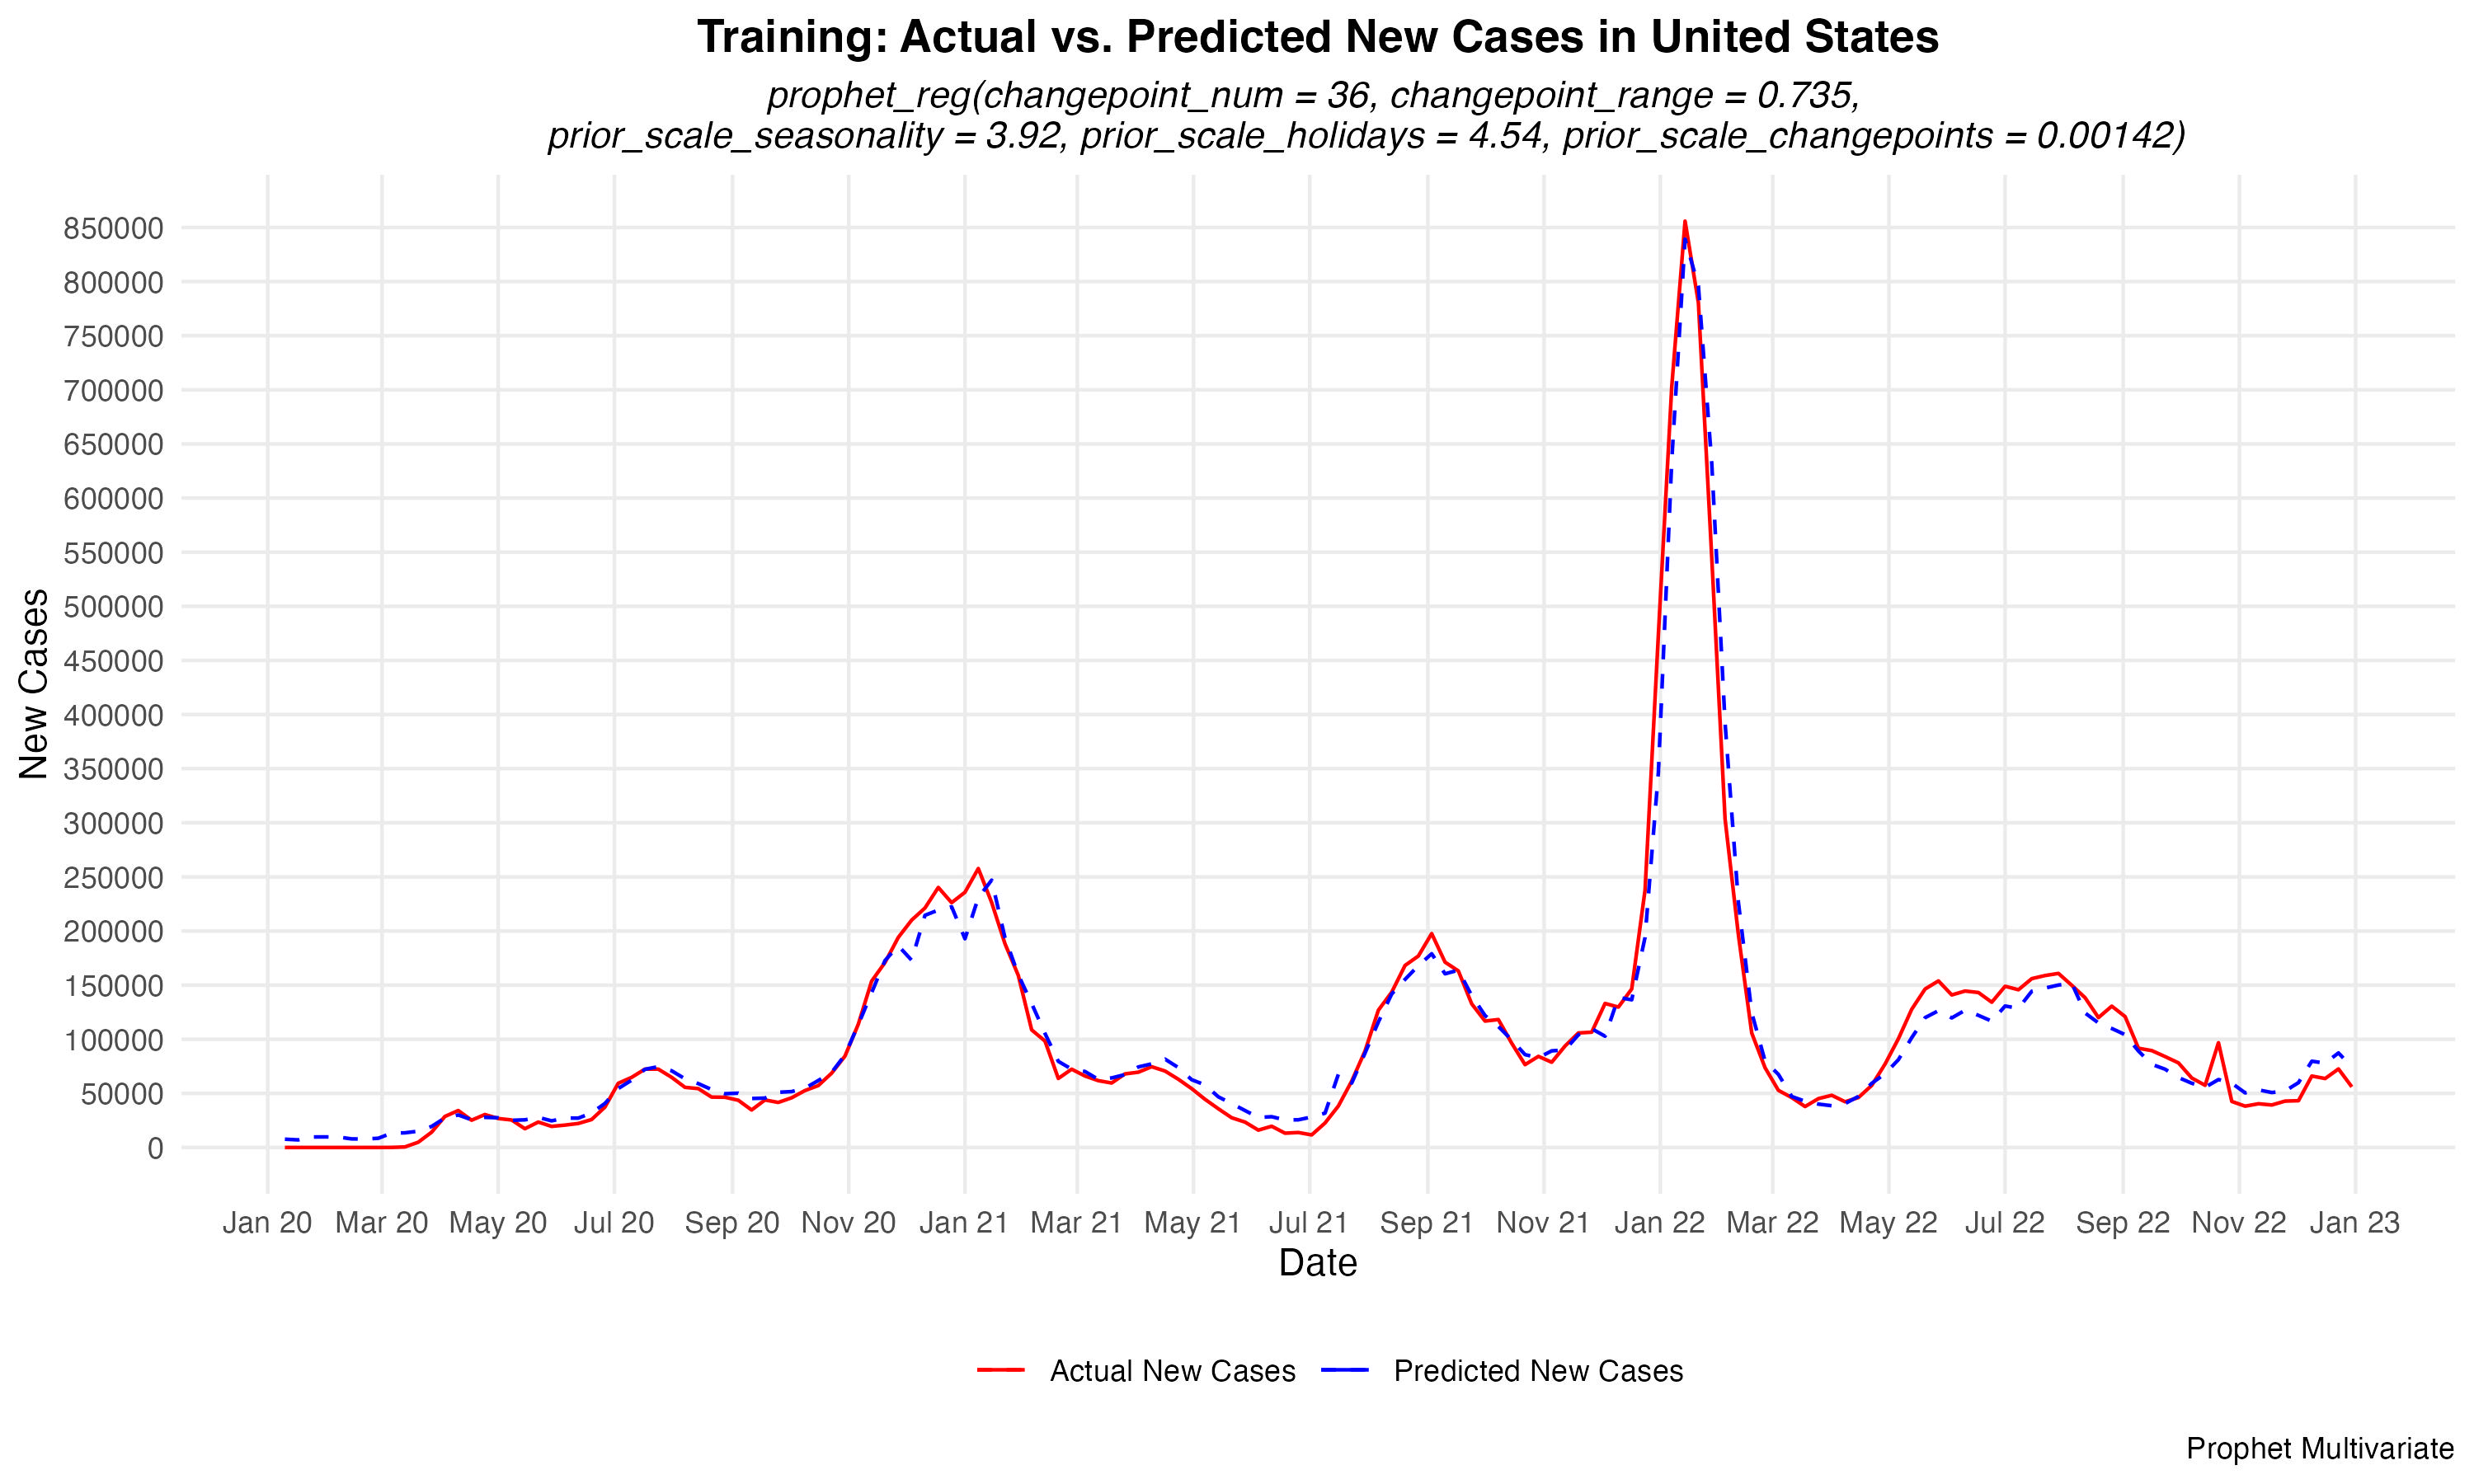 Training: Actual vs. Predicted New Cases in United States
prophet_reg(changepoint_num = 36, changepoint_range = 0.735,
prior_scale_seasonality = 3.92, prior_scale_holidays = 4.54, prior_scale_changepoints = 0.00142)
New Cases
850000
800000
750000
700000
650000
600000
550000
500000
450000
400000
350000
300000
250000
200000
150000
100000
50000
0
Jan 20 Mar 20 May 20 Jul 20 Sep 20 Nov 20 Jan 21 Mar 21 May 21 Jul 21 Sep 21 Nov 21 Jan 22 Mar 22 May 22 Jul 22 Sep 22 Nov 22 Jan 23
Date
Actual New Cases Predicted New Cases
Prophet Multivariate